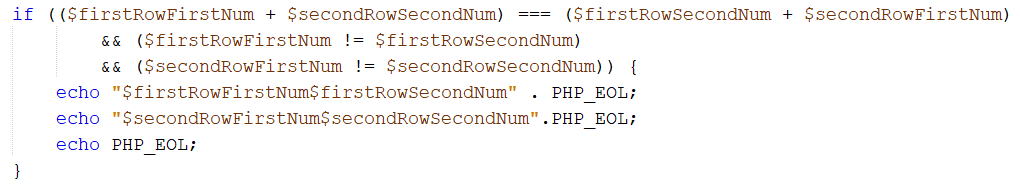 if (($firstRowFirstNum + $secondRowSecondNum) === ($firstRowSecondNum + $secondRowFirstNum)
        && ($firstRowFirstNum != $firstRowSecondNum)
        && ($secondRowFirstNum != $secondRowSecondNum)) {
    echo "$firstRowFirstNum$firstRowSecondNum" . PHP_EOL;
    echo "$secondRowFirstNum$secondRowSecondNum".PHP_EOL;
    echo PHP_EOL;
}